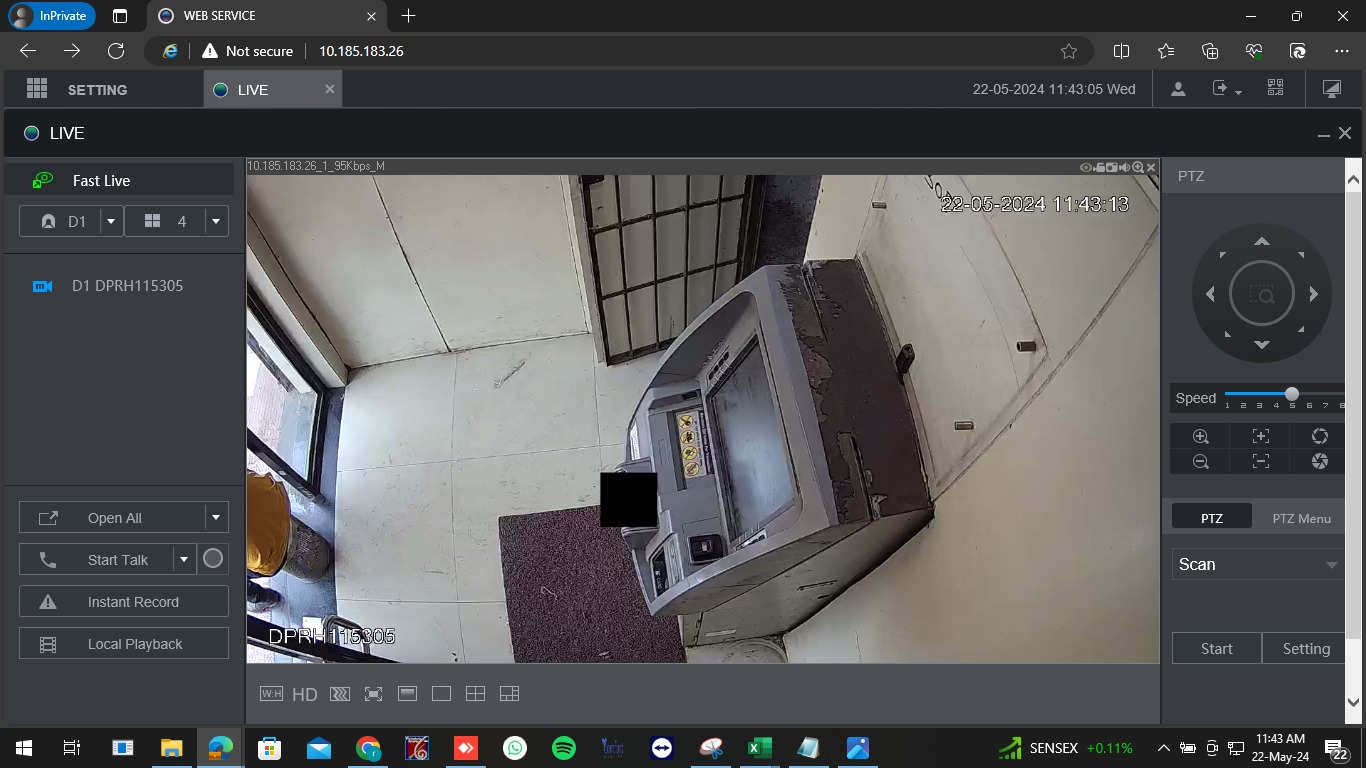 InPrivate
WEB SERVICE
Not secure
10.185.183.26
SETTING
LIVE
22-05-2024 11:43:05 Wed
LIVE
Fast Live
D1
4
D1 DPRH115305
10.185.183.26_1_95Kbps_M
22-05-2024 11:43:13
DPRH115305
PTZ
Speed
1 2 3 4 5 6 7 8
PTZ
PTZ Menu
Scan
Start
Setting
Open All
Start Talk
Instant Record
Local Playback
W:H
HD
SENSEX +0.11%
11:43 AM
22-May-24
22